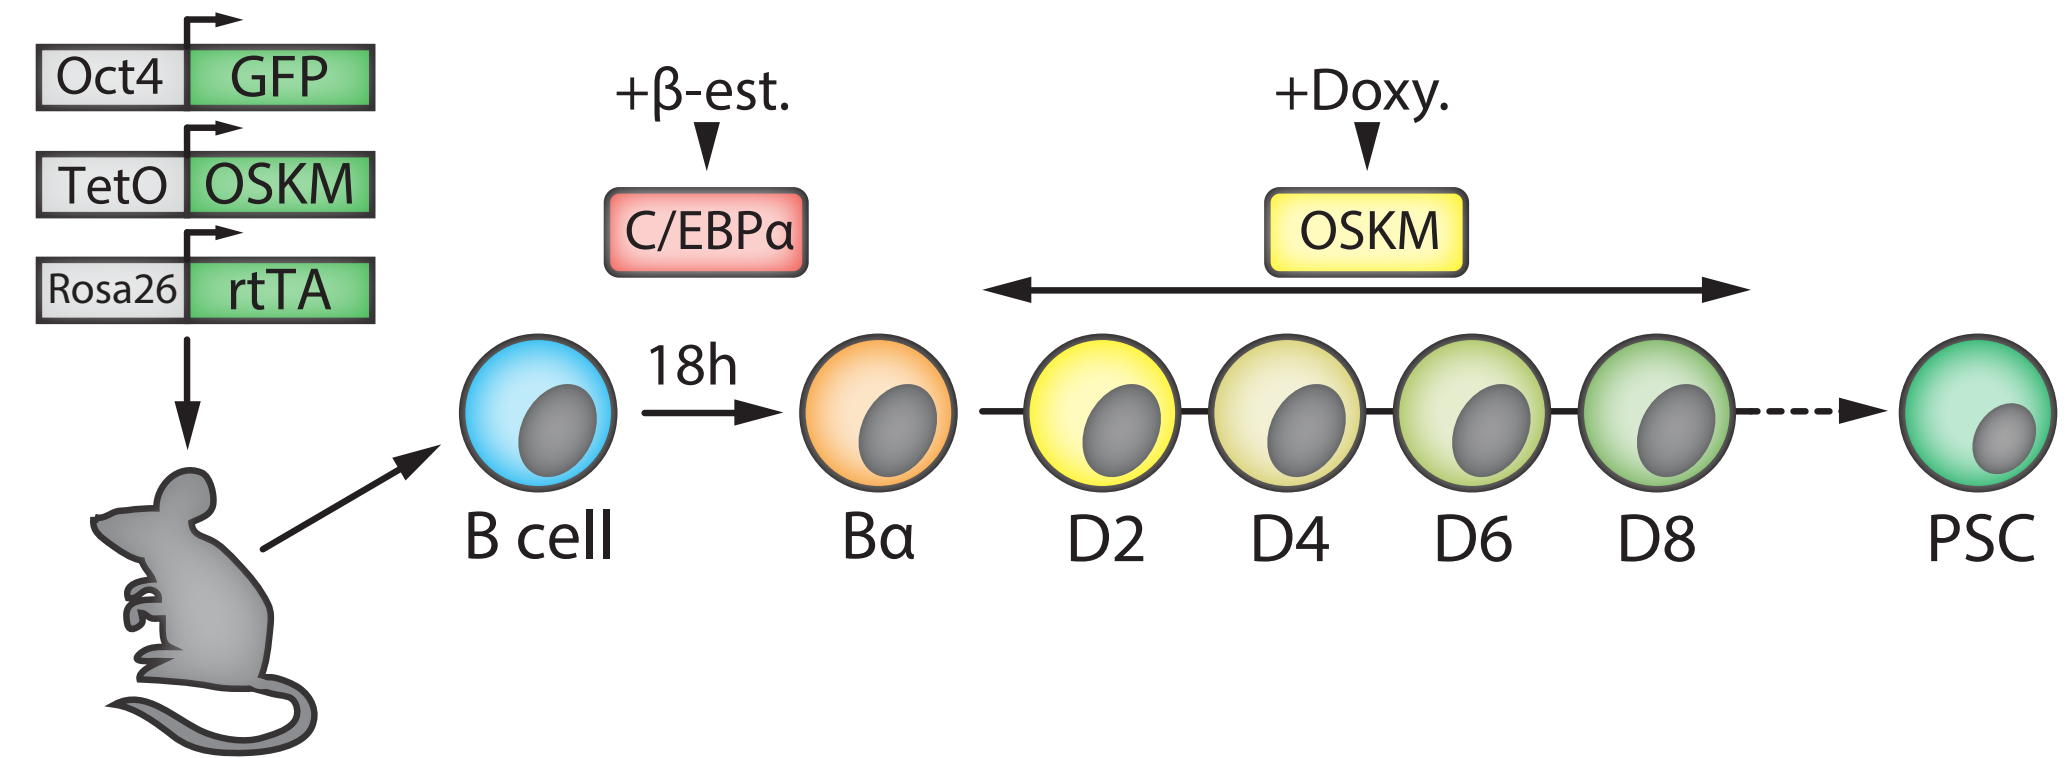 Oct4 GFP
TetO OSKM
Rosa26 rtTA
+β-est.
C/EBPα
+Doxy.
OSKM
18h
B cell
Bα
D2
D4
D6
D8
PSC